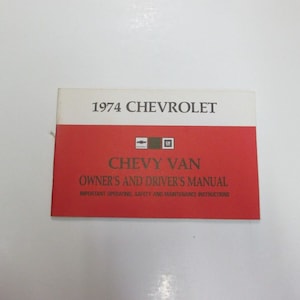 1974 CHEVROLET
CHEVY VAN
OWNER'S AND DRIVER'S MANUAL
IMPORTANT OPERATING, SAFETY AND MAINTENANCE INSTRUCTIONS